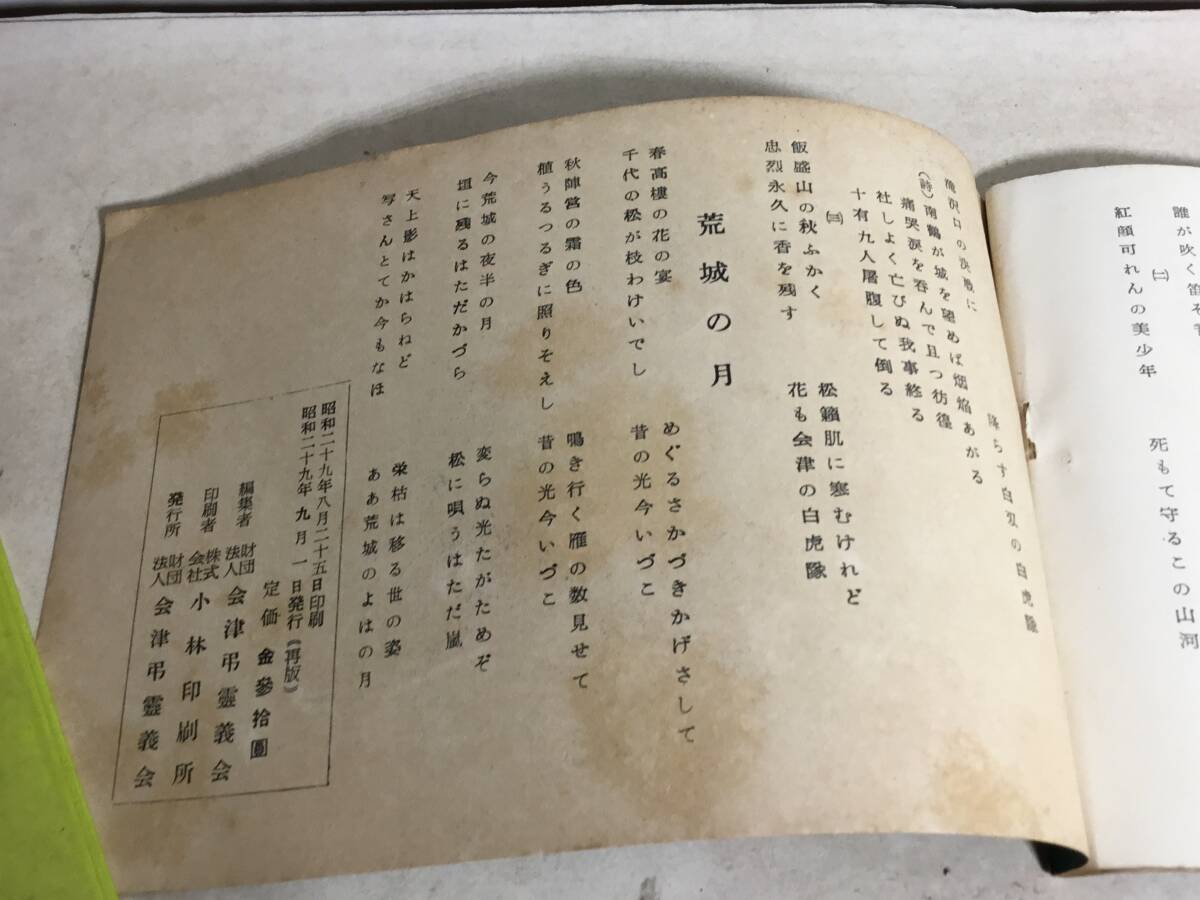 誰が吹く笛ぞ
㈡
紅顔可れんの美少年 死もて守るこの山河
滝沢口の決戦に 降らす白刄の白虎隊
(詩)南鶴が城を望めば烟焔あがる
痛哭涙を呑んで且つ彷徨
社しよく亡びぬ我事終る
十有九人屠腹して倒る
㈢
飯盛山の秋ふかく 松籟肌に寒むけれど
忠烈永久に香を残す 花も会津の白虎隊
荒城の月
春高樓の花の宴 めぐるさかづきかげさして
千代の松が枝わけいでし 昔の光今いづこ
秋陣営の霜の色 鳴き行く雁の数見せて
植うるつるぎに照りそえし 昔の光今いづこ
今荒城の夜半の月 変らぬ光たがためぞ
垣に残るはただかづら 松に唄うはただ嵐
天上影はかはらねど 栄枯は移る世の姿
写さんとてか今もなほ ああ荒城のよはの月
昭和二十九年八月二十五日印刷
昭和二十九年九月一日発行(再版)
定価 金參拾圓
編集者 財団法人 会津弔霊義会
印刷者 株式会社 小林印刷所
発行所 財団法人 会津弔霊義会